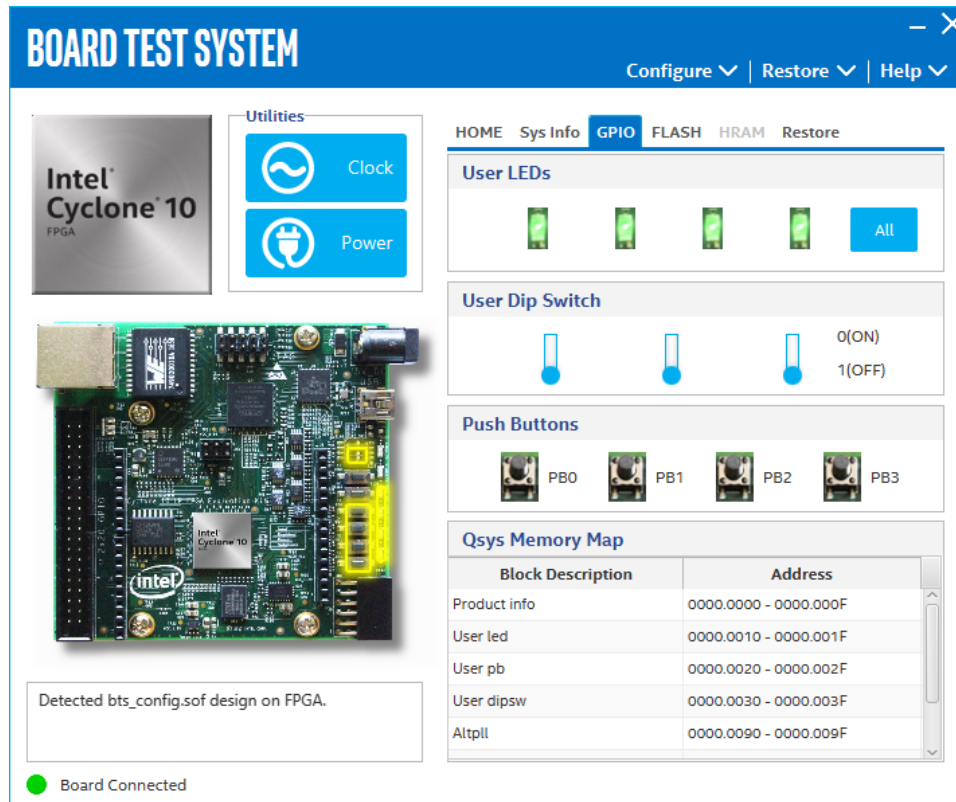 BOARD TEST SYSTEM
Configure | Restore | Help
Intel®
Cyclone® 10
FPGA
Utilities
Clock
Power
HOME Sys Info GPIO FLASH HRAM Restore
User LEDs
All
User Dip Switch
0(ON)
1(OFF)
Push Buttons
PB0 PB1 PB2 PB3
Qsys Memory Map
Block Description Address
Product info 0000.0000 - 0000.000F
User led 0000.0010 - 0000.001F
User pb 0000.0020 - 0000.002F
User dipsw 0000.0030 - 0000.003F
Altpll 0000.0090 - 0000.009F
Intel
Cyclone 10
intel
Detected bts_config.sof design on FPGA.
Board Connected